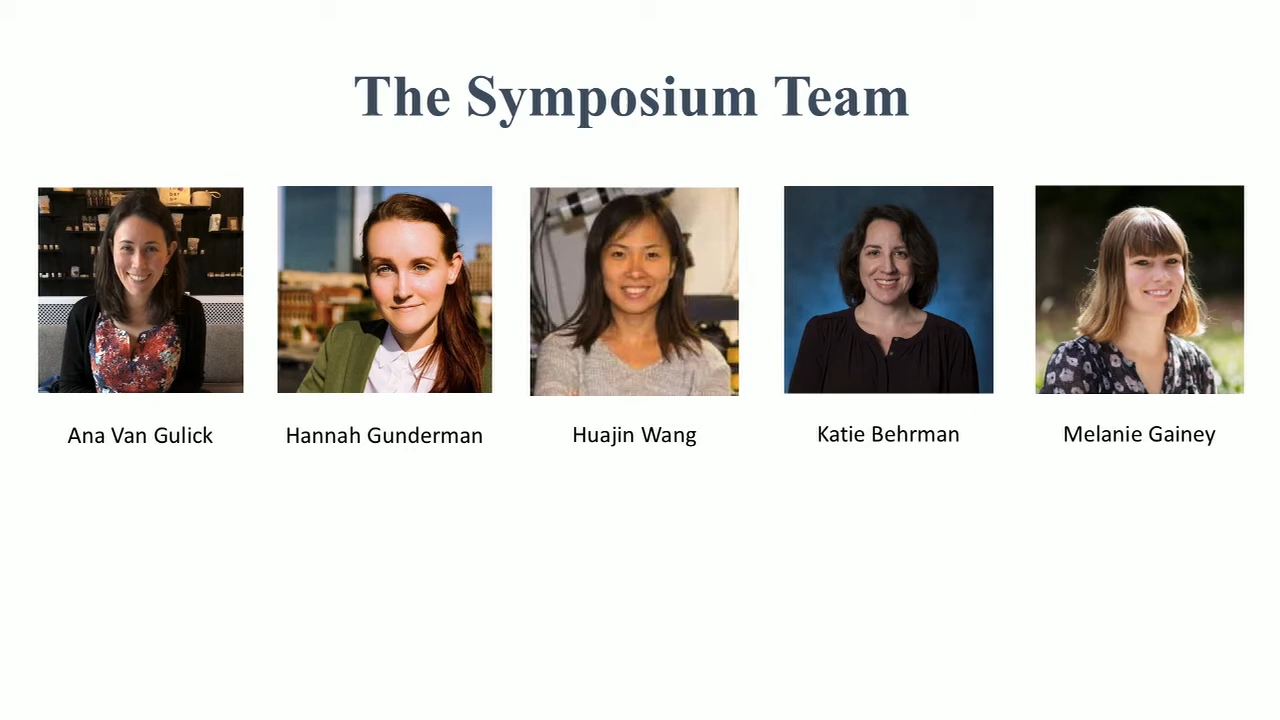 The Symposium Team
Ana Van Gulick
Hannah Gunderman
Huajin Wang
Katie Behrman
Melanie Gainey